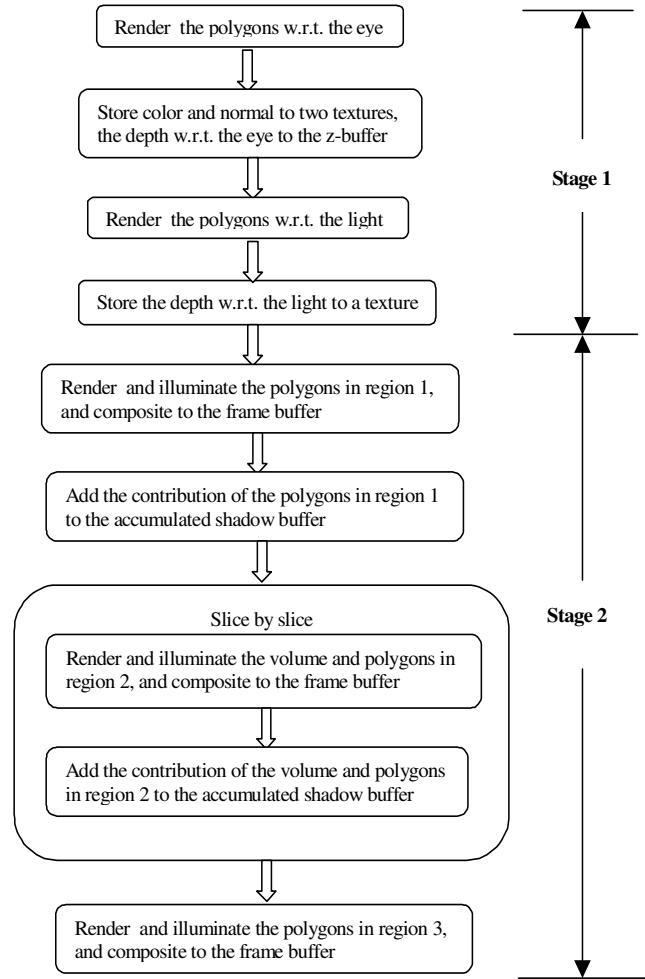 Render the polygons w.r.t. the eye
Store color and normal to two textures,
the depth w.r.t. the eye to the z-buffer
Stage 1
Render the polygons w.r.t. the light
Store the depth w.r.t. the light to a texture
Render and illuminate the polygons in region 1,
and composite to the frame buffer
Add the contribution of the polygons in region 1
to the accumulated shadow buffer
Slice by slice
Stage 2
Render and illuminate the volume and polygons in
region 2, and composite to the frame buffer
Add the contribution of the volume and polygons
in region 2 to the accumulated shadow buffer
Render and illuminate the polygons in region 3,
and composite to the frame buffer